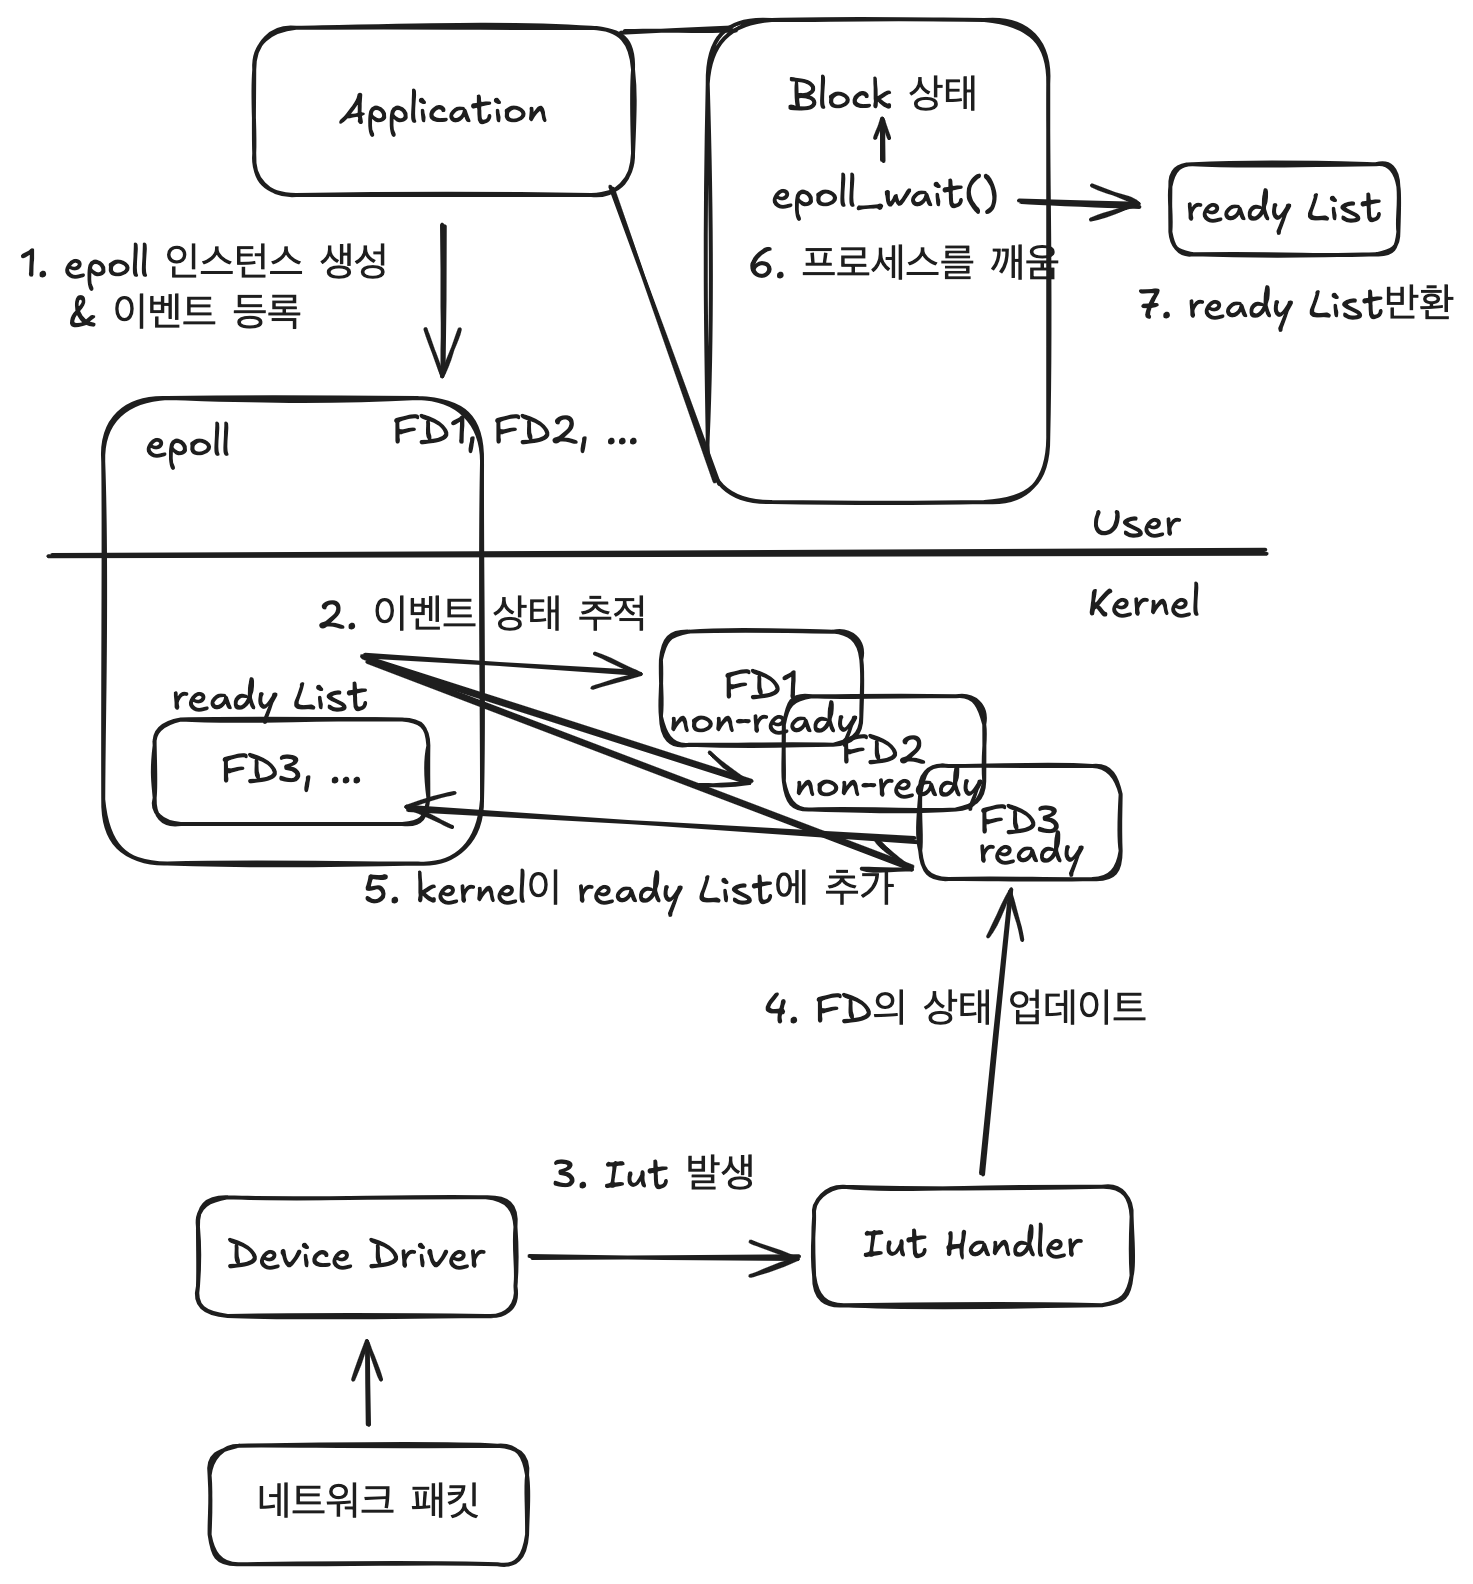 Application
Block 상태
epoll_wait()
6. 프로세스를 깨움
ready List
7. ready List반환
1. epoll 인스턴스 생성
& 이벤트 등록
epoll
FD1, FD2, ...
User
Kernel
2. 이벤트 상태 추적
ready List
FD3, ...
FD1
non-ready
FD2
non-ready
FD3
ready
5. kernel이 ready List에 추가
4. FD의 상태 업데이트
3. Iut 발생
Device Driver
Iut Handler
네트워크 패킷